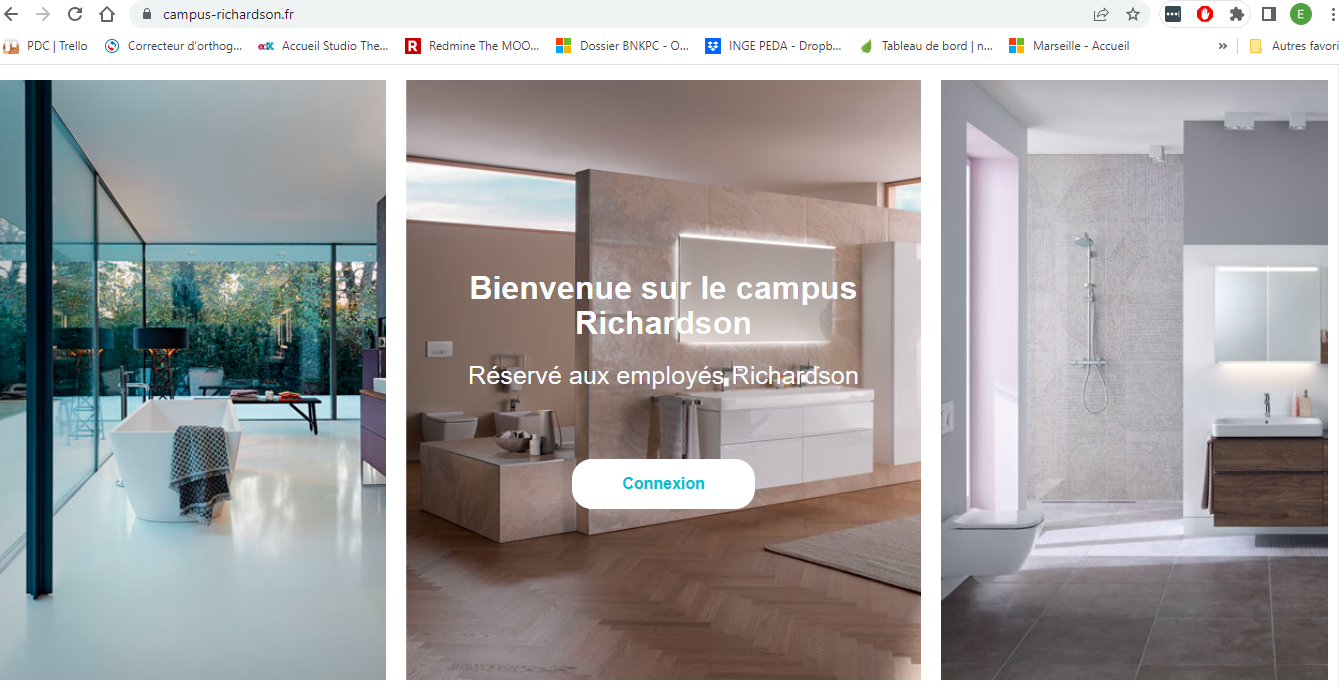 campus-richardson.fr
E
PDC | Trello
Correcteur d'orthog...
edX
Accueil Studio The...
R
Redmine The MOO...
Dossier BNKPC - O...
INGE PEDA - Dropb...
Tableau de bord | n...
Marseille - Accueil
»
Autres favori
Bienvenue sur le campus
Richardson
Réservé aux employés Richardson
Connexion